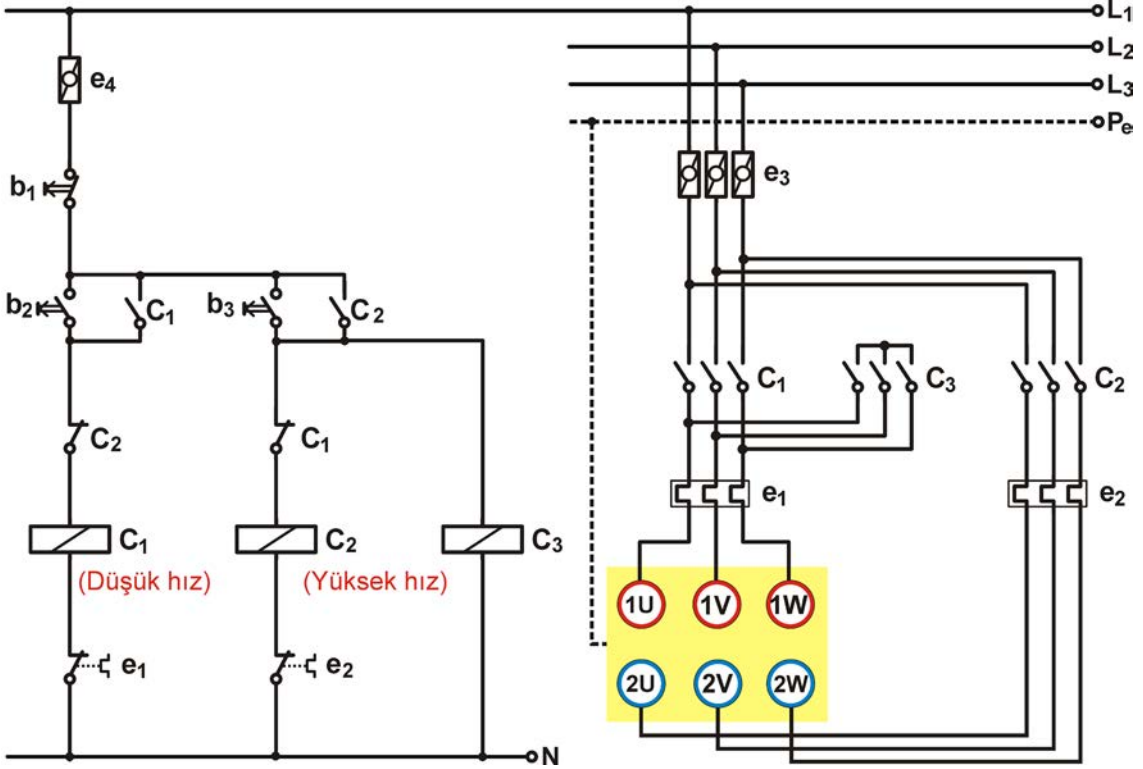 L1
L2
L3
Pe
e4
e3
b1
b2
C1
b3
C2
C1
C3
C2
C2
C1
e1
e2
C1
C2
C3
(Düşük hız)
(Yüksek hız)
1U
1V
1W
e1
e2
2U
2V
2W
N